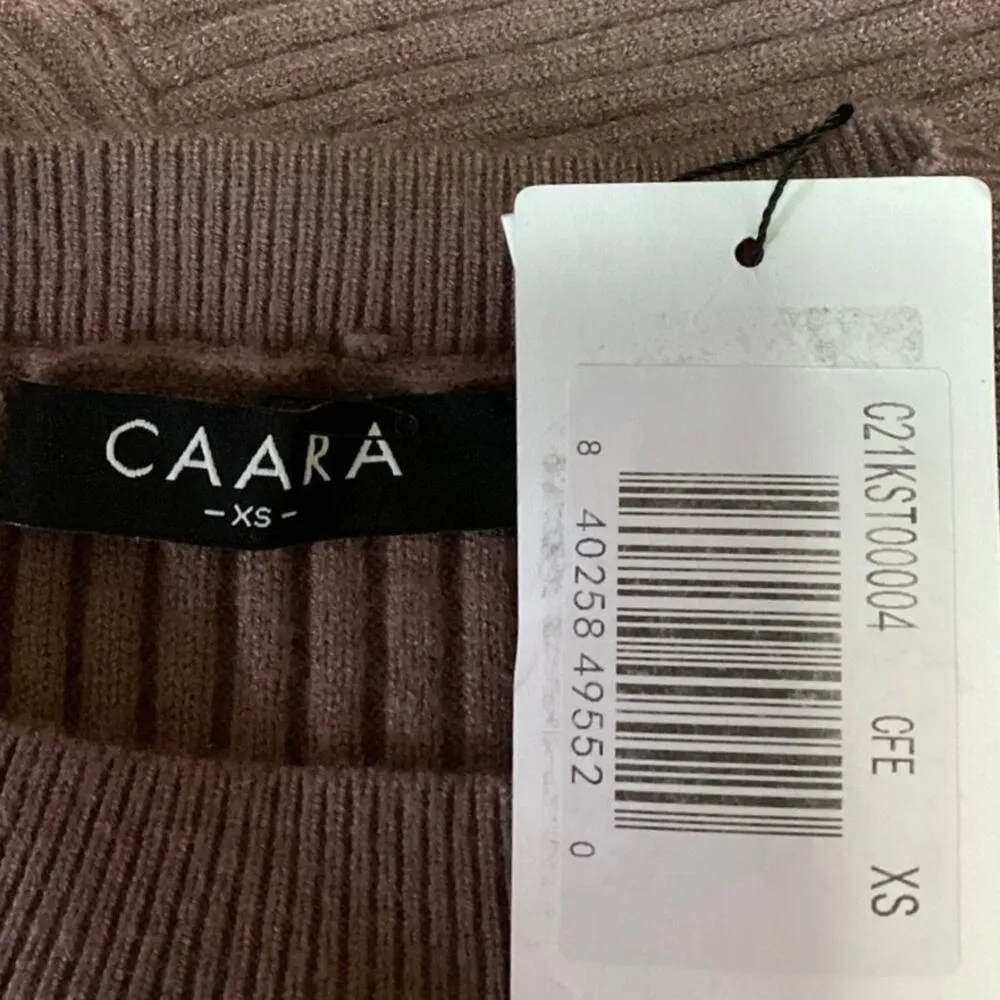 CAARA
-XS-
C21KST00004 CFE XS
8 40258 49552 0